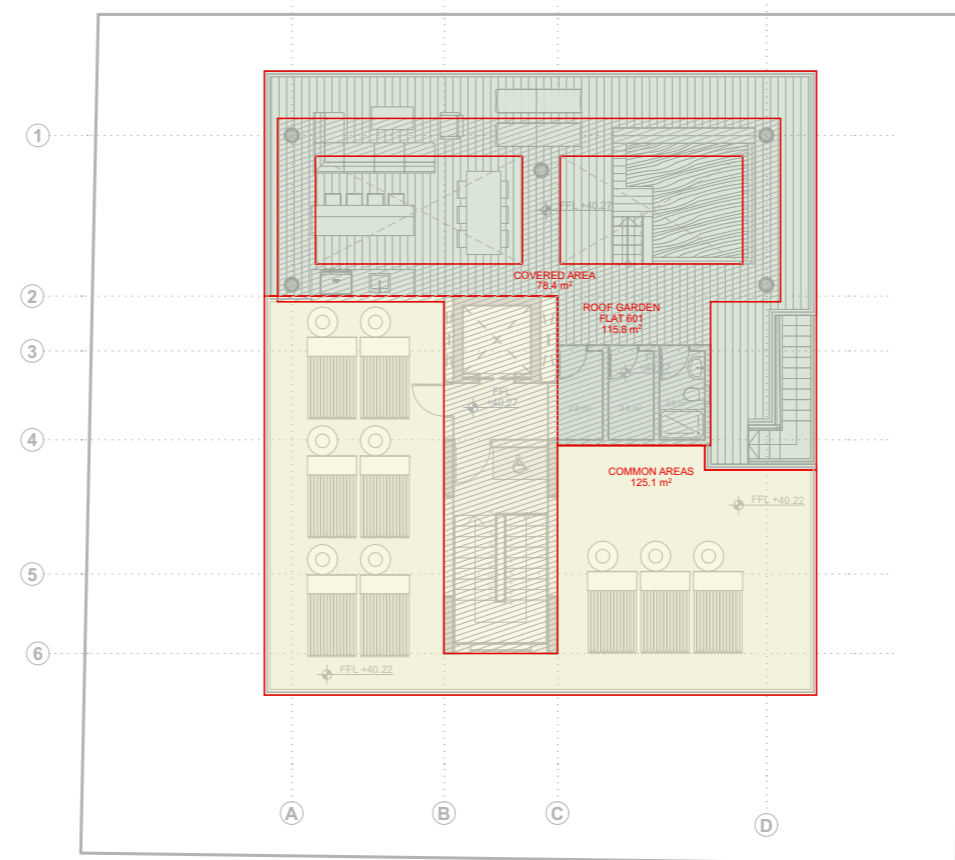 1
FFL +40.27
COVERED AREA
78.4 m²
2
ROOF GARDEN
FLAT 601
115.8 m²
3
FFL
+40.27
4
COMMON AREAS
125.1 m²
FFL +40.22
5
6
FFL +40.22
A
B
C
D